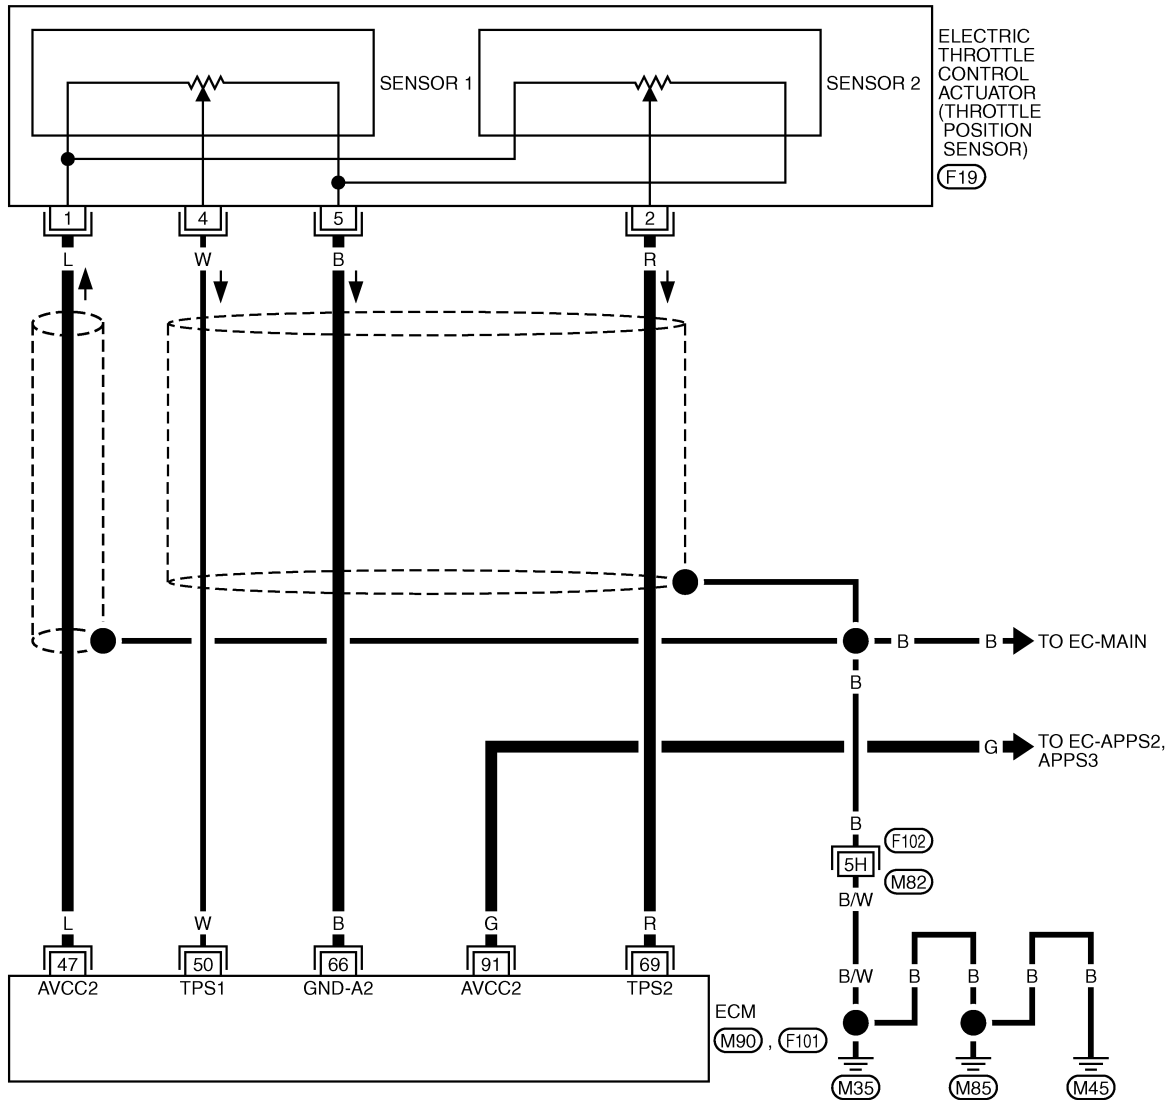 SENSOR 1
SENSOR 2
ELECTRIC
THROTTLE
CONTROL
ACTUATOR
(THROTTLE
POSITION
SENSOR)
F19
1
4
5
2
L
W
B
R
B
B
TO EC-MAIN
B
G
TO EC-APPS2,
APPS3
B
F102
5H
M82
B/W
L
W
B
G
R
47
50
66
91
69
AVCC2
TPS1
GND-A2
AVCC2
TPS2
ECM
M90 , F101
B/W
B
B
B
B
M35
M85
M45